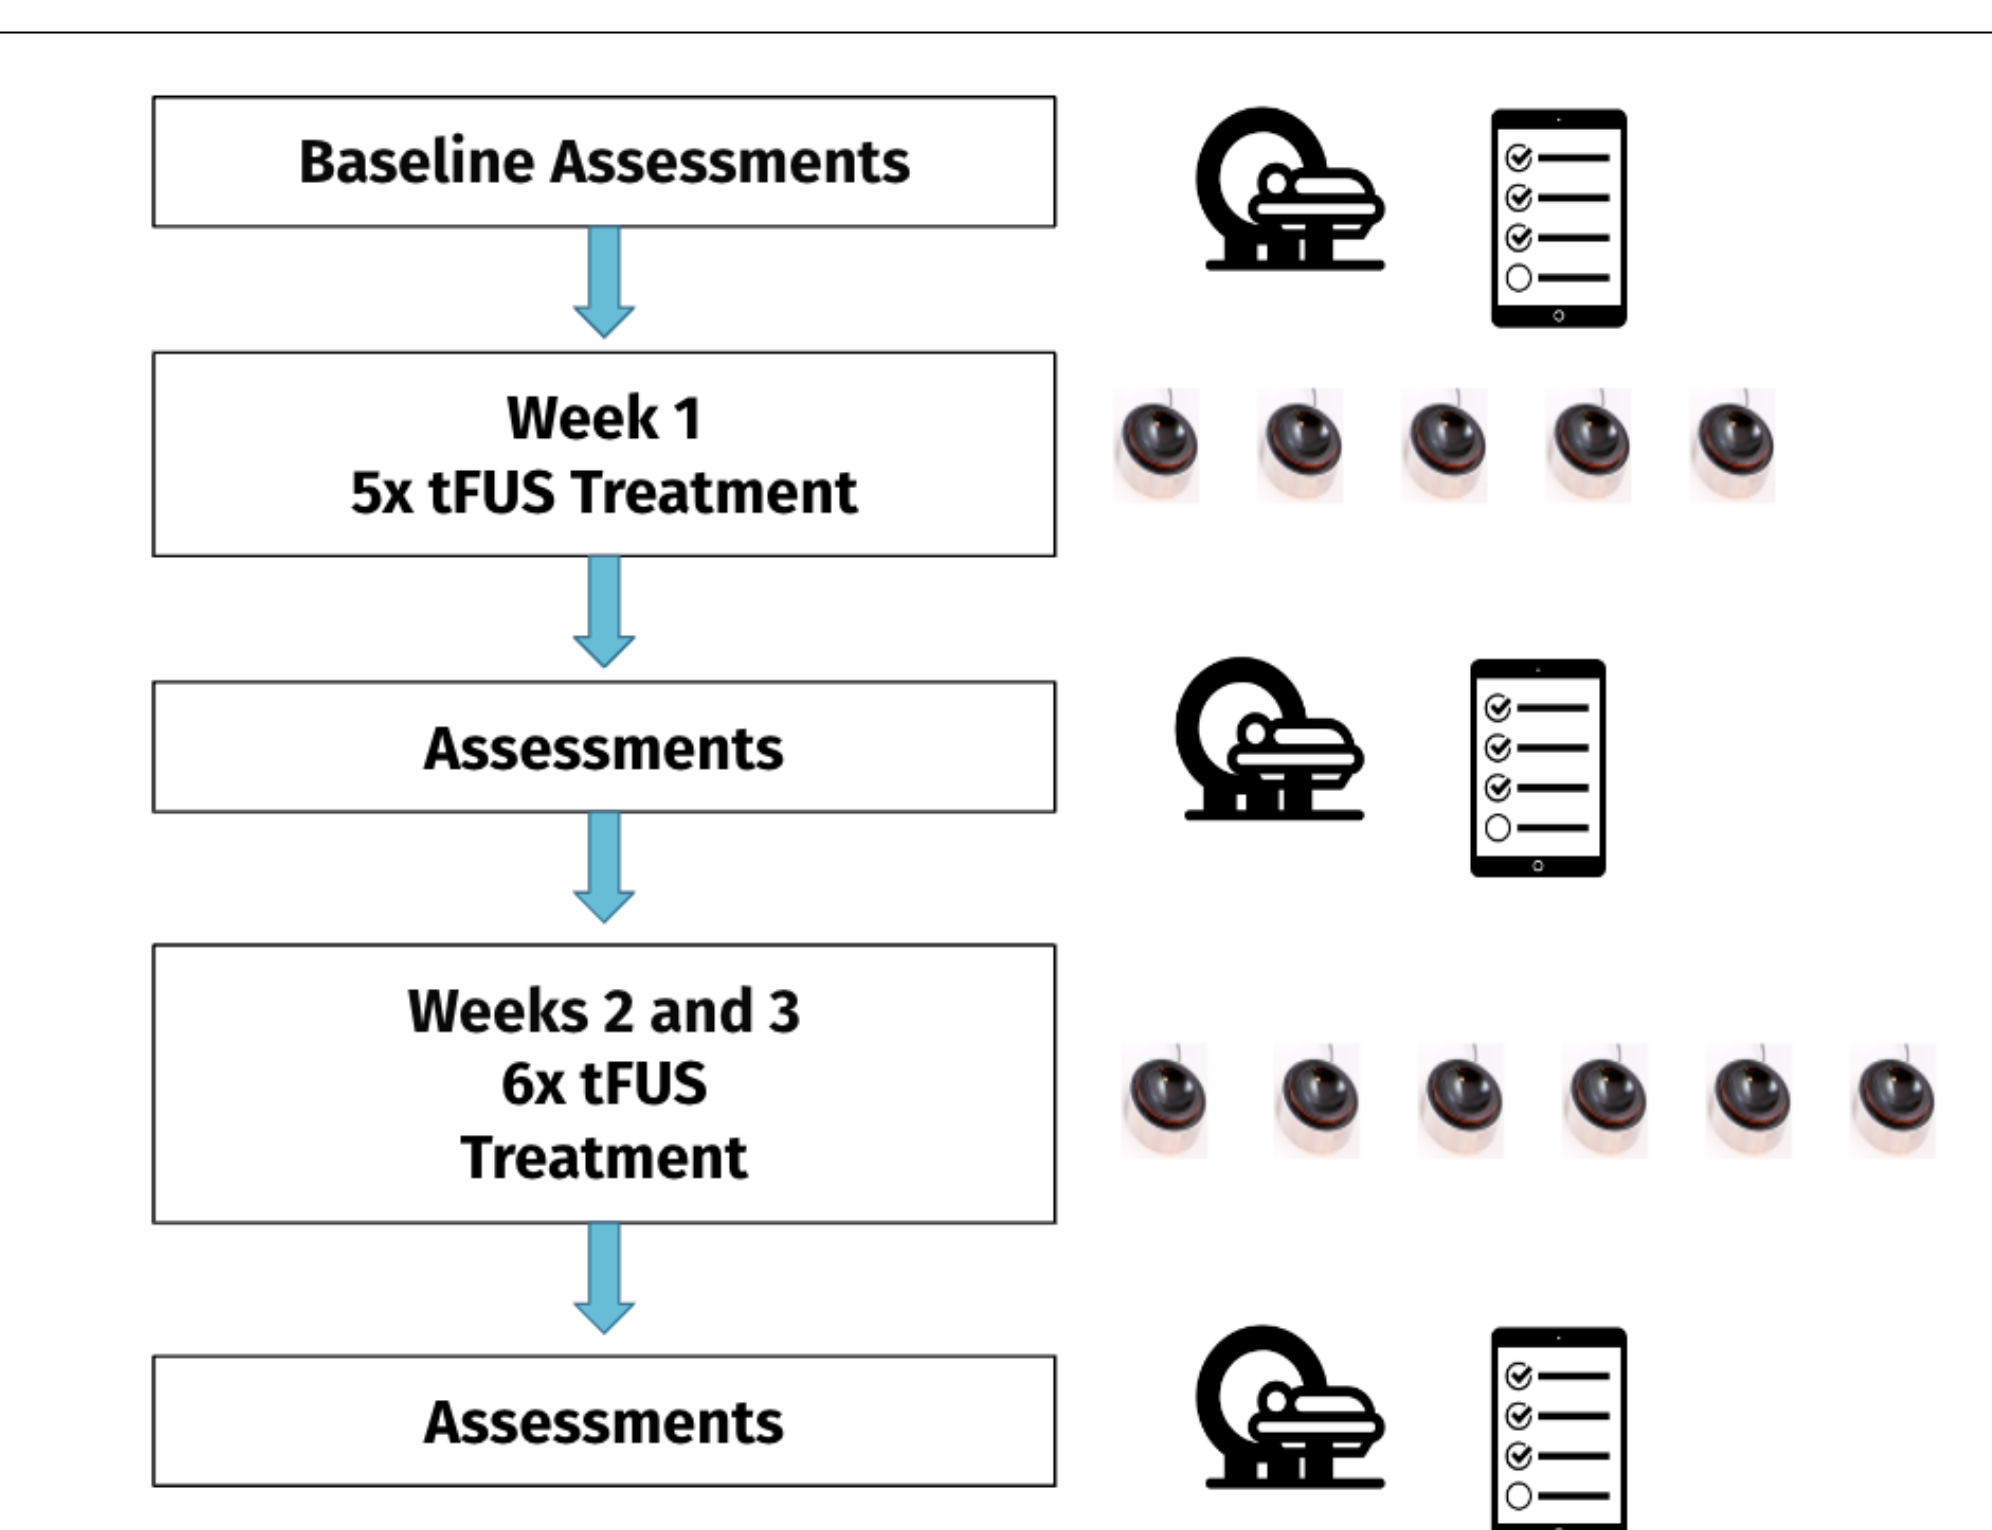 Baseline Assessments
Week 1
5x tFUS Treatment
Assessments
Weeks 2 and 3
6x tFUS
Treatment
Assessments